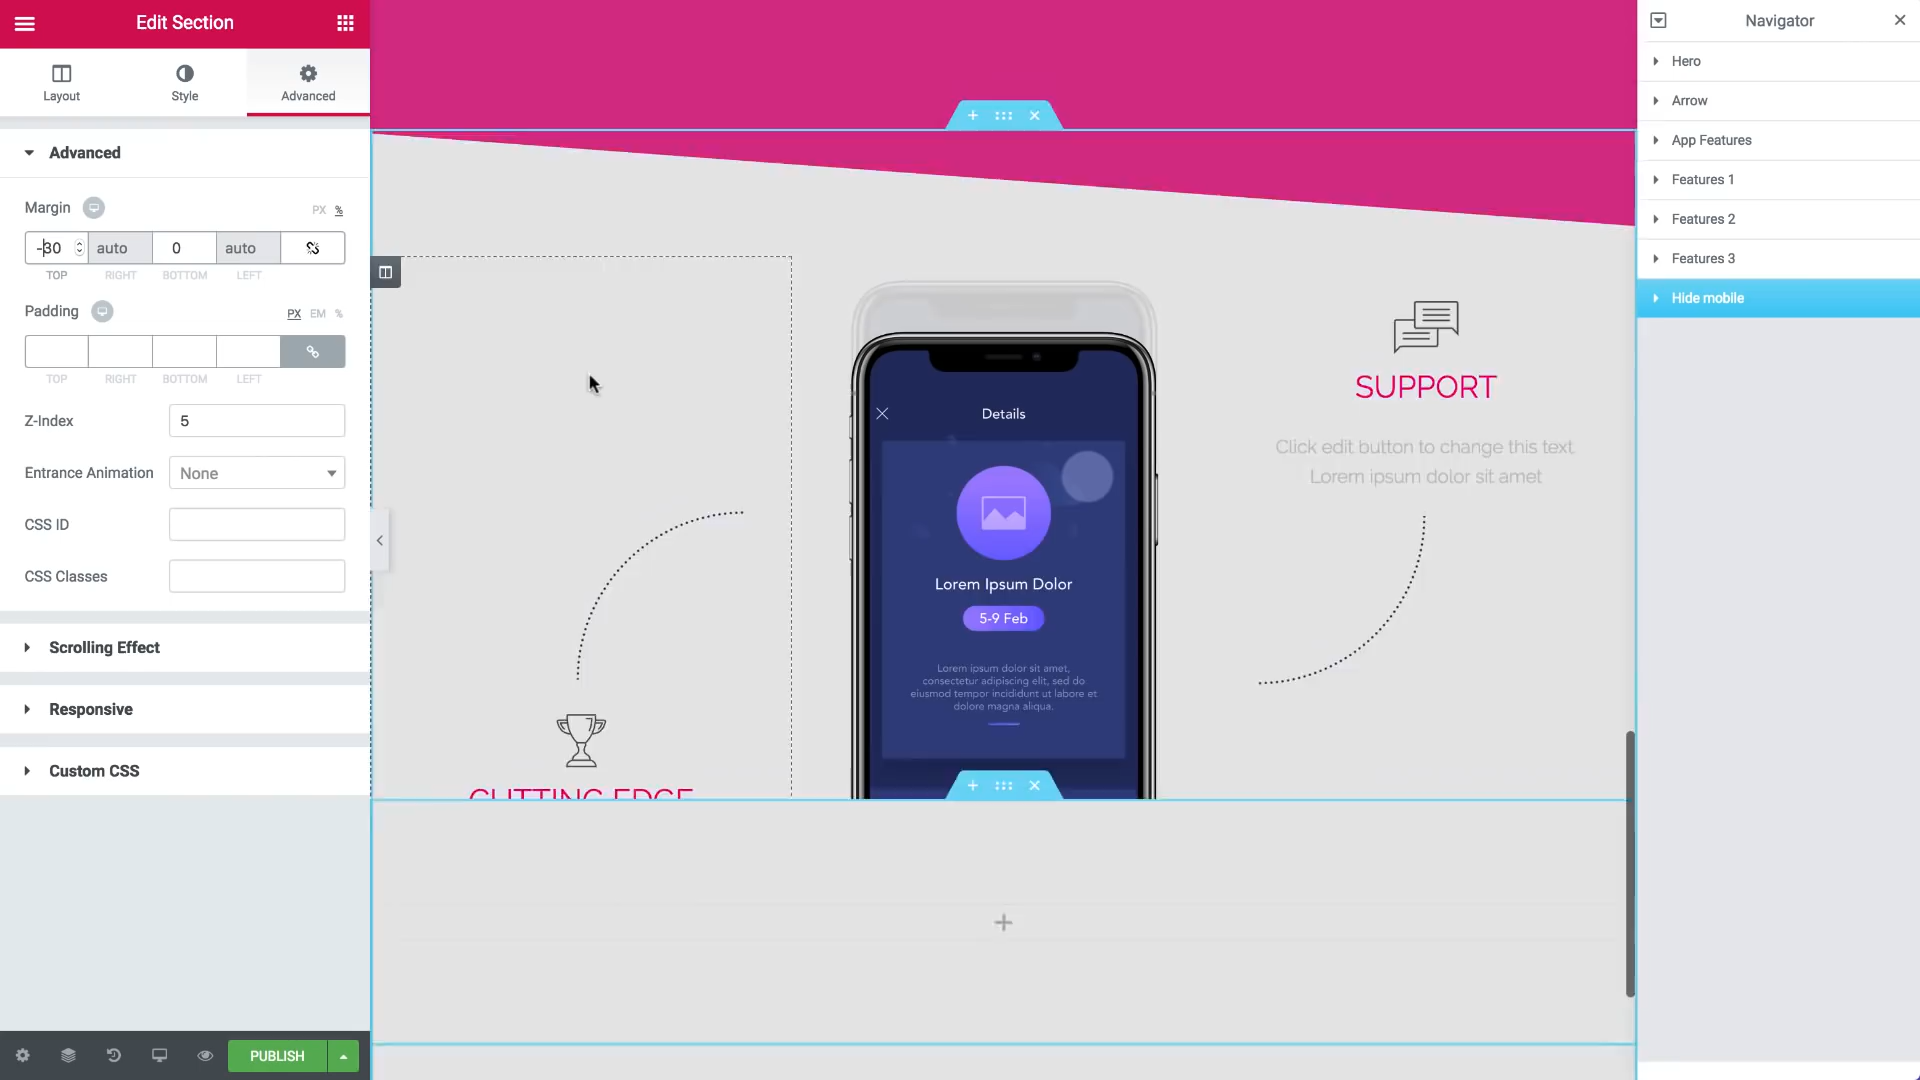 Edit Section
Layout
Style
Advanced
Advanced
Margin
PX %
-30 auto 0 auto
TOP RIGHT BOTTOM LEFT
Padding
PX EM %
TOP RIGHT BOTTOM LEFT
Z-Index
5
Entrance Animation
None
CSS ID
CSS Classes
Scrolling Effect
Responsive
Custom CSS
PUBLISH
SUPPORT
Click edit button to change this text.
Lorem ipsum dolor sit amet
Details
Lorem Ipsum Dolor
5-9 Feb
Lorem ipsum dolor sit amet,
consectetur adipiscing elit, sed do
eiusmod tempor incididunt ut labore et
dolore magna aliqua.
CUTTING EDGE
Navigator
Hero
Arrow
App Features
Features 1
Features 2
Features 3
Hide mobile